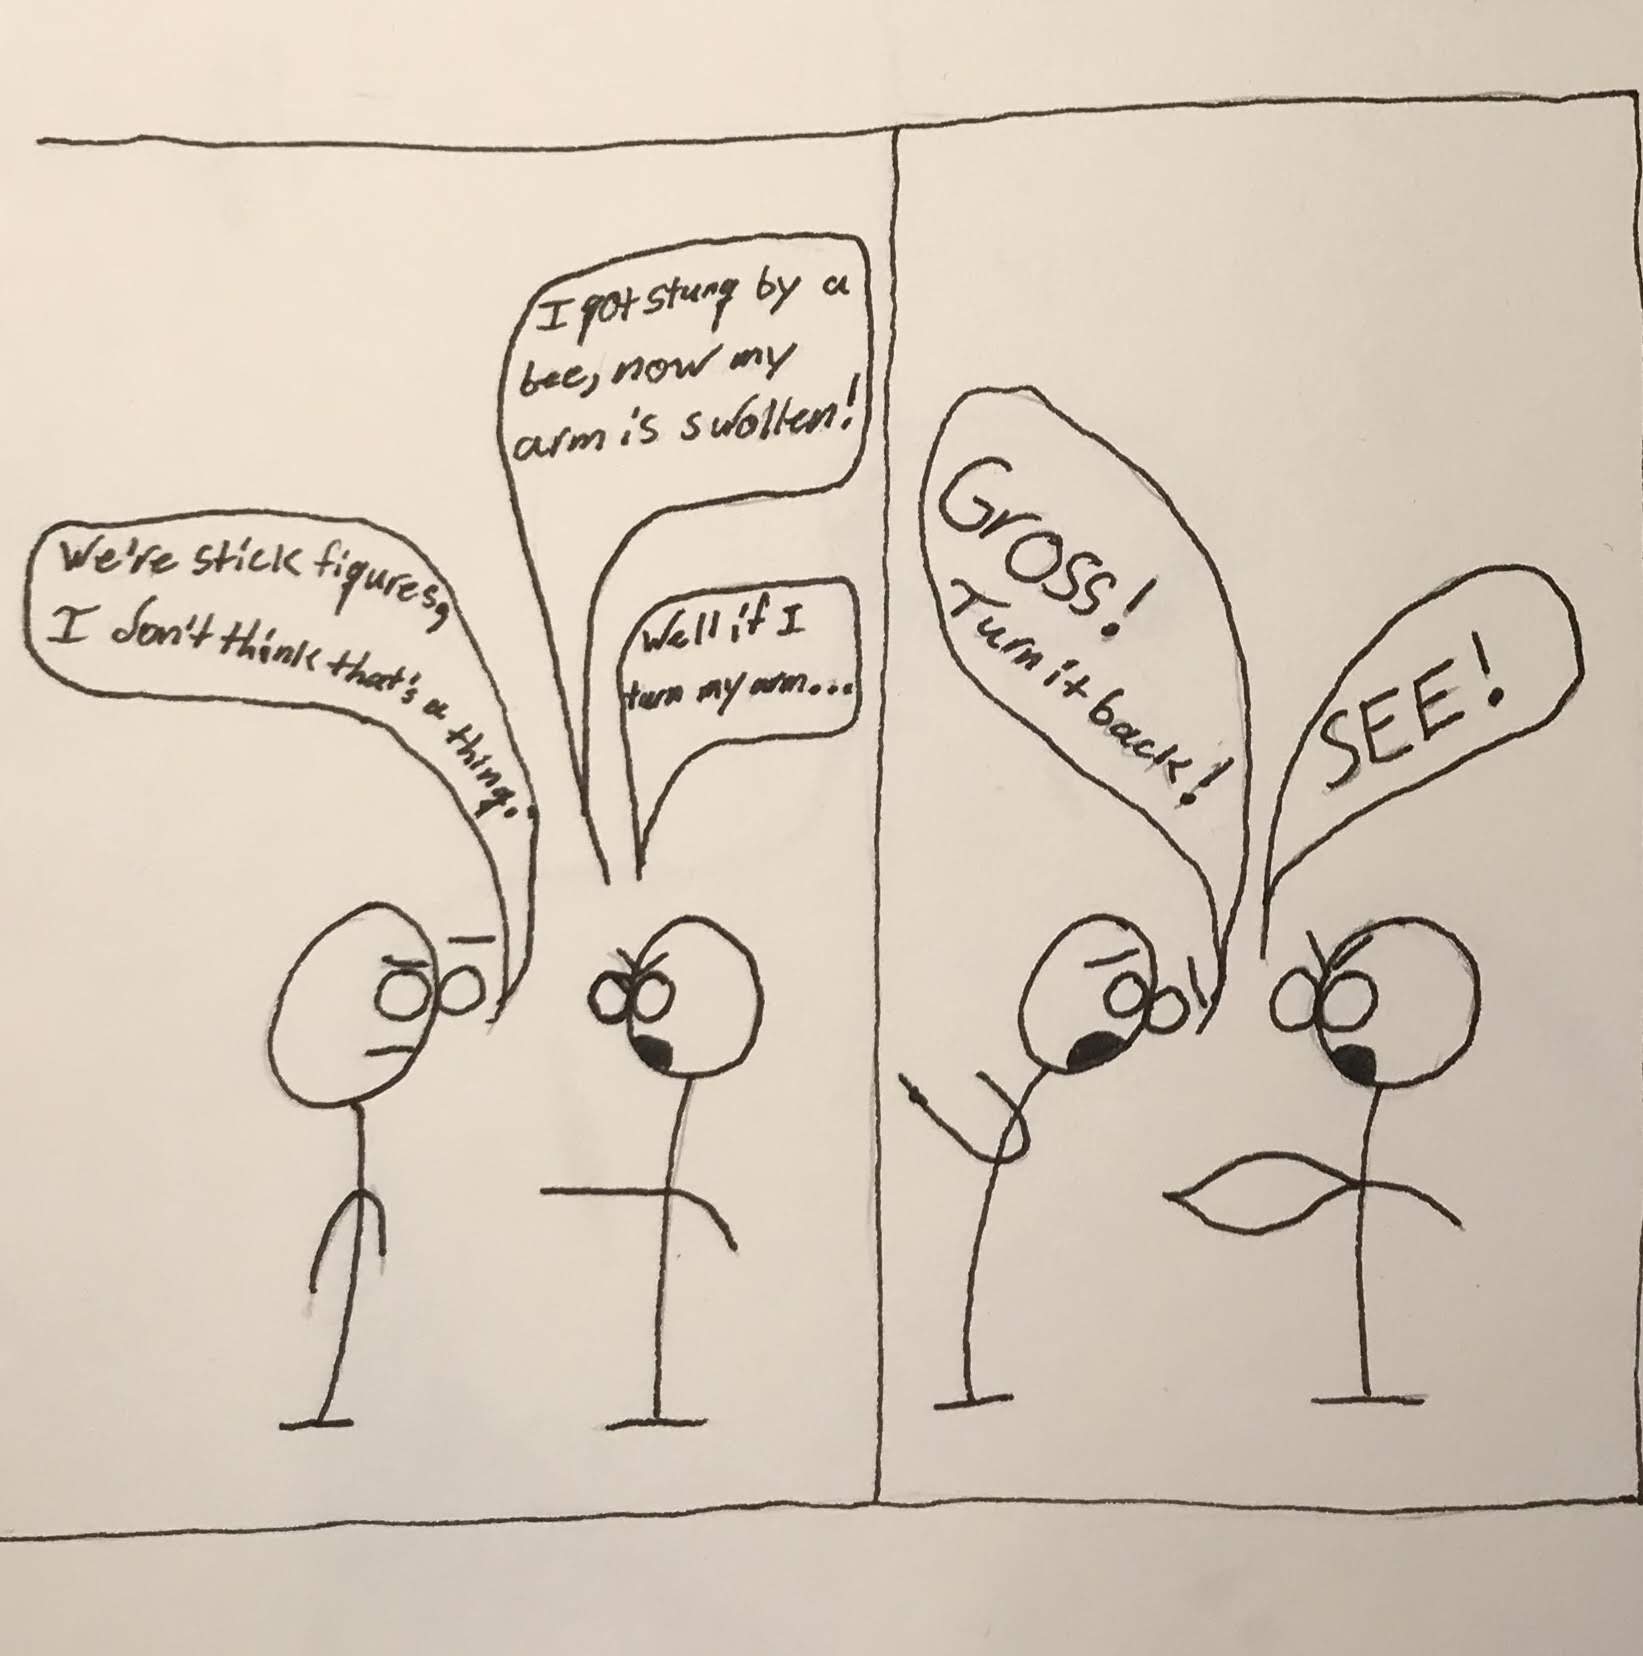 I got stung by a
bee, now my
arm is swollen!
We're stick figures,
I don't think that's a thing..
Well if I
turn my arm...
Gross!
Turn it back!
SEE!